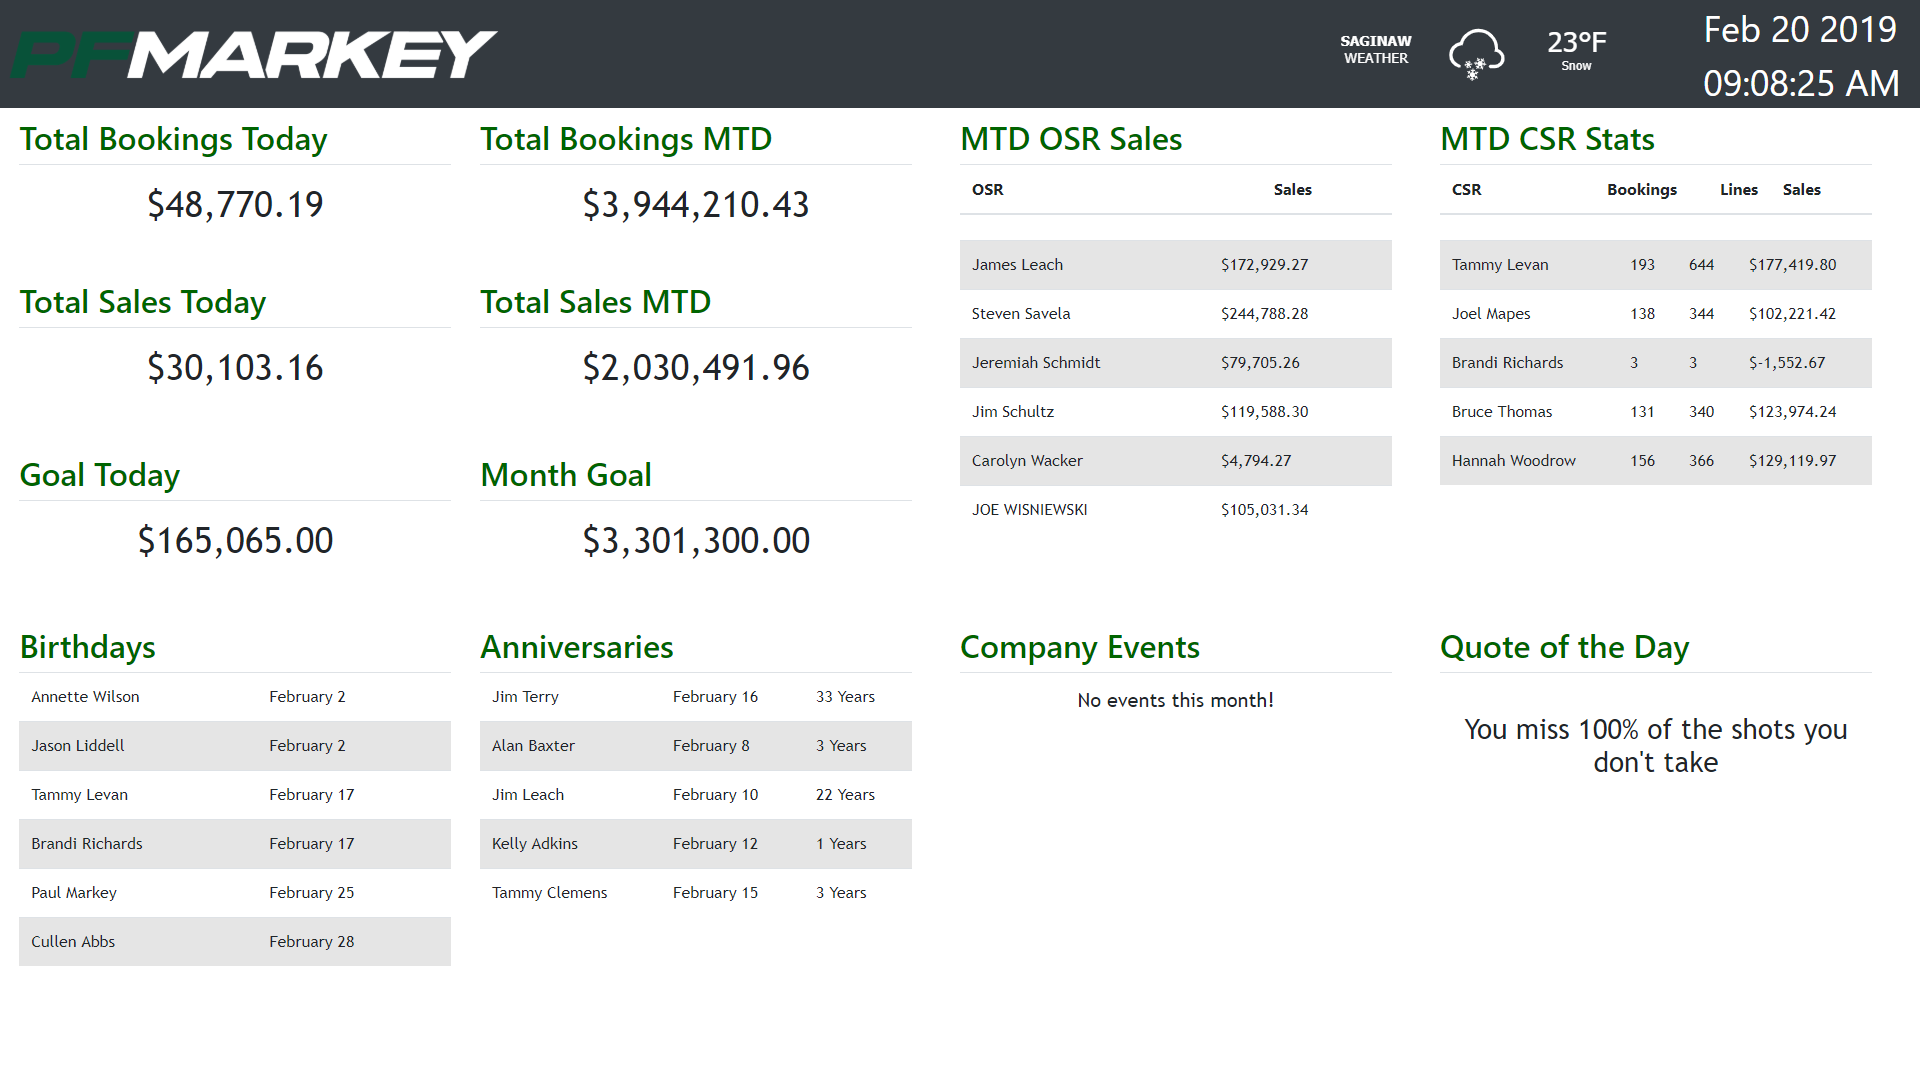 PFMARKEY
SAGINAW
WEATHER
23°F
Snow
Feb 20 2019
09:08:25 AM
Total Bookings Today
$48,770.19
Total Bookings MTD
$3,944,210.43
Total Sales Today
$30,103.16
Total Sales MTD
$2,030,491.96
Goal Today
$165,065.00
Month Goal
$3,301,300.00
MTD OSR Sales
OSR Sales
James Leach $172,929.27
Steven Savela $244,788.28
Jeremiah Schmidt $79,705.26
Jim Schultz $119,588.30
Carolyn Wacker $4,794.27
JOE WISNIEWSKI $105,031.34
MTD CSR Stats
CSR Bookings Lines Sales
Tammy Levan 193 644 $177,419.80
Joel Mapes 138 344 $102,221.42
Brandi Richards 3 3 $-1,552.67
Bruce Thomas 131 340 $123,974.24
Hannah Woodrow 156 366 $129,119.97
Birthdays
Annette Wilson February 2
Jason Liddell February 2
Tammy Levan February 17
Brandi Richards February 17
Paul Markey February 25
Cullen Abbs February 28
Anniversaries
Jim Terry February 16 33 Years
Alan Baxter February 8 3 Years
Jim Leach February 10 22 Years
Kelly Adkins February 12 1 Years
Tammy Clemens February 15 3 Years
Company Events
No events this month!
Quote of the Day
You miss 100% of the shots you
don't take